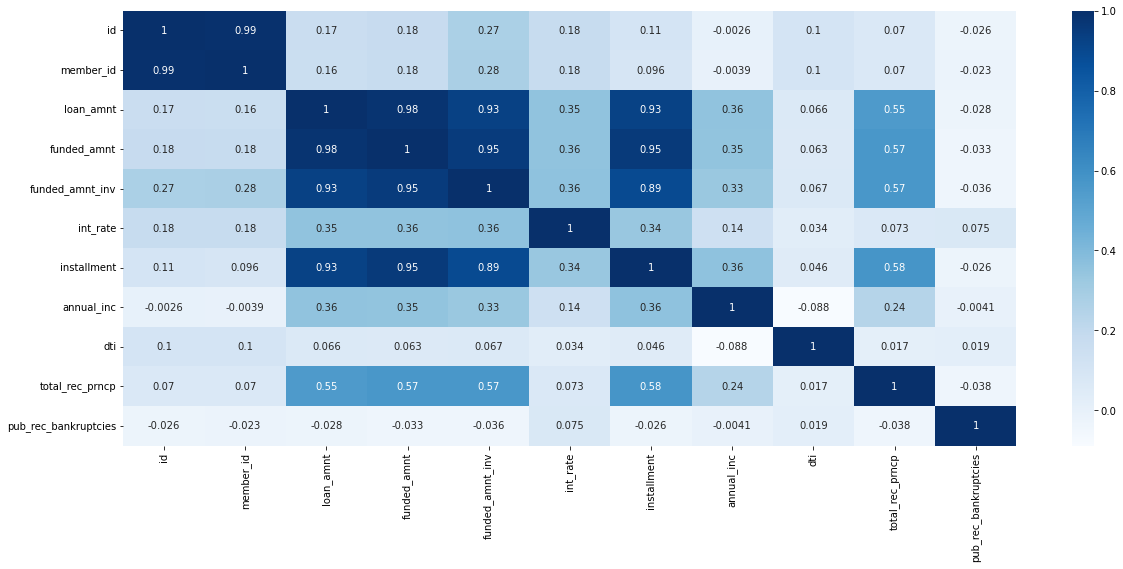 id 1 0.99 0.17 0.18 0.27 0.18 0.11 -0.0026 0.1 0.07 -0.026
member_id 0.99 1 0.16 0.18 0.28 0.18 0.096 -0.0039 0.1 0.07 -0.023
loan_amnt 0.17 0.16 1 0.98 0.93 0.35 0.93 0.36 0.066 0.55 -0.028
funded_amnt 0.18 0.18 0.98 1 0.95 0.36 0.95 0.35 0.063 0.57 -0.033
funded_amnt_inv 0.27 0.28 0.93 0.95 1 0.36 0.89 0.33 0.067 0.57 -0.036
int_rate 0.18 0.18 0.35 0.36 0.36 1 0.34 0.14 0.034 0.073 0.075
installment 0.11 0.096 0.93 0.95 0.89 0.34 1 0.36 0.046 0.58 -0.026
annual_inc -0.0026 -0.0039 0.36 0.35 0.33 0.14 0.36 1 -0.088 0.24 -0.0041
dti 0.1 0.1 0.066 0.063 0.067 0.034 0.046 -0.088 1 0.017 0.019
total_rec_prncp 0.07 0.07 0.55 0.57 0.57 0.073 0.58 0.24 0.017 1 -0.038
pub_rec_bankruptcies -0.026 -0.023 -0.028 -0.033 -0.036 0.075 -0.026 -0.0041 0.019 -0.038 1
id
member_id
loan_amnt
funded_amnt
funded_amnt_inv
int_rate
installment
annual_inc
dti
total_rec_prncp
pub_rec_bankruptcies
1.0
0.8
0.6
0.4
0.2
0.0